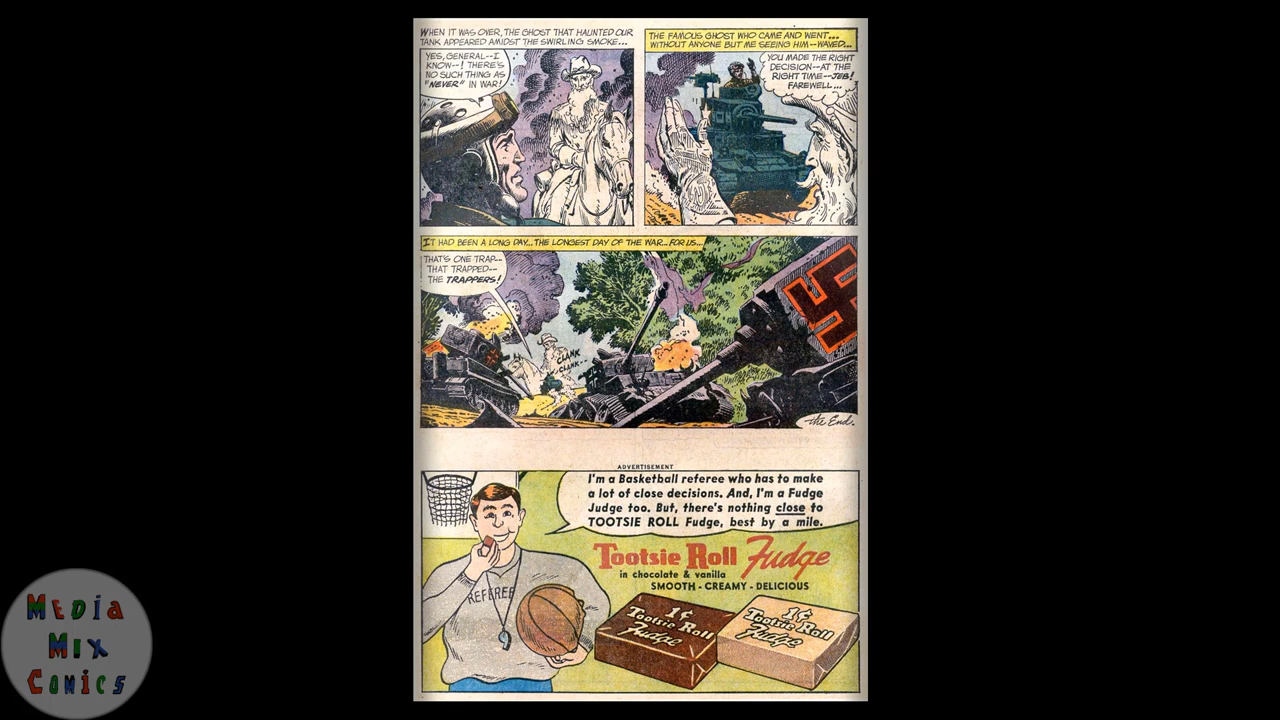 WHEN IT WAS OVER, THE GHOST THAT HAUNTED OUR
TANK APPEARED AMIDST THE SWIRLING SMOKE...
YES, GENERAL--I
KNOW--! THERE'S
NO SUCH THING AS
"NEVER" IN WAR!
THE FAMOUS GHOST WHO CAME AND WENT...
WITHOUT ANYONE BUT ME SEEING HIM--WAVED...
YOU MADE THE RIGHT
DECISION--AT THE
RIGHT TIME--JEB!
FAREWELL...
IT HAD BEEN A LONG DAY...THE LONGEST DAY OF THE WAR...FOR US...
THAT'S ONE TRAP--
THAT TRAPPED--
THE TRAPPERS!
CLANK
CLANK--
The End.
ADVERTISEMENT
I'm a Basketball referee who has to make
a lot of close decisions. And, I'm a Fudge
Judge too. But, there's nothing close to
TOOTSIE ROLL Fudge, best by a mile.
Tootsie Roll Fudge
in chocolate & vanilla
SMOOTH - CREAMY - DELICIOUS
REFEREE
1¢
Tootsie Roll
Fudge
1¢
Tootsie Roll
Fudge
MEDiA
MiX
COMiCS